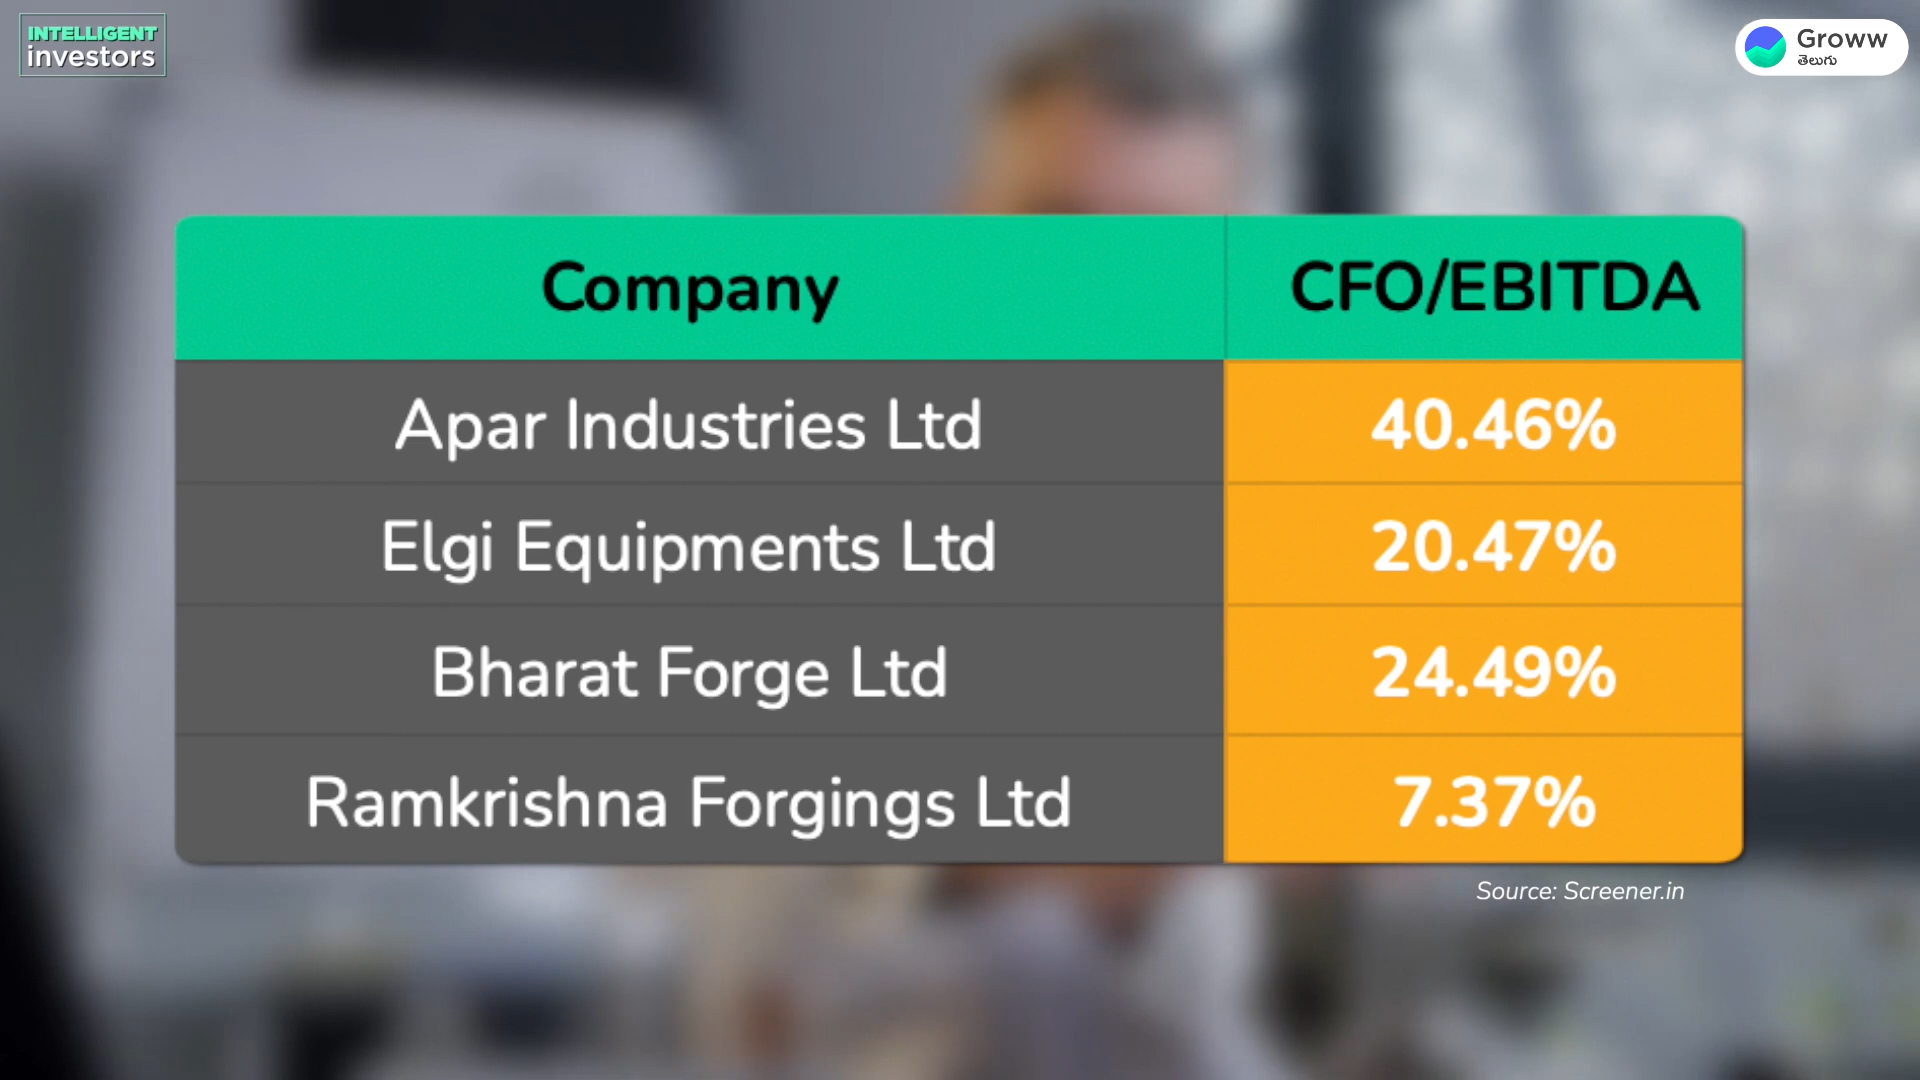 INTELLIGENT
investors
Groww
తెలుగు
Company CFO/EBITDA
Apar Industries Ltd 40.46%
Elgi Equipments Ltd 20.47%
Bharat Forge Ltd 24.49%
Ramkrishna Forgings Ltd 7.37%
Source: Screener.in